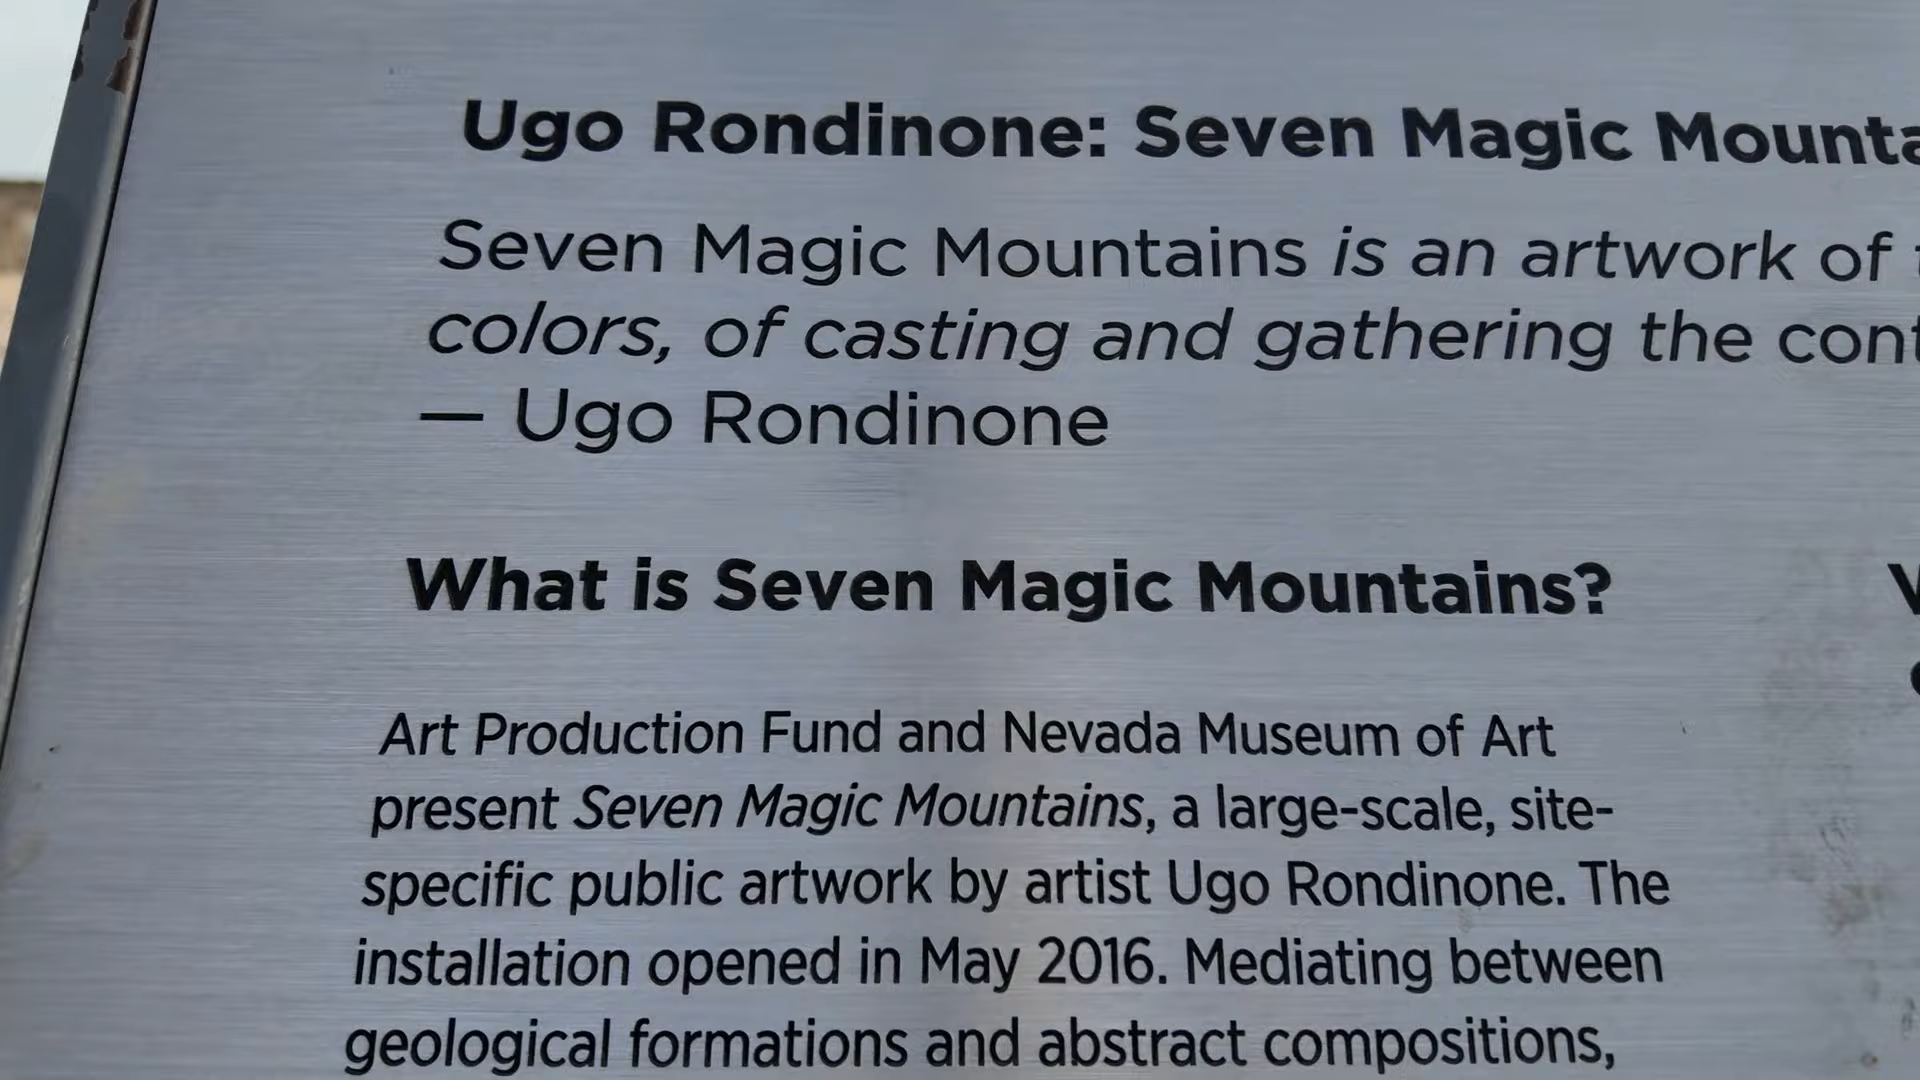 Ugo Rondinone: Seven Magic
Seven Magic Mountains is an artwork of
colors, of casting and gathering the
— Ugo Rondinone
What is Seven Magic Mountains?
Art Production Fund and Nevada Museum of Art
present Seven Magic Mountains, a large-scale, site-
specific public artwork by artist Ugo Rondinone. The
installation opened in May 2016. Mediating between
geological formations and abstract compositions,